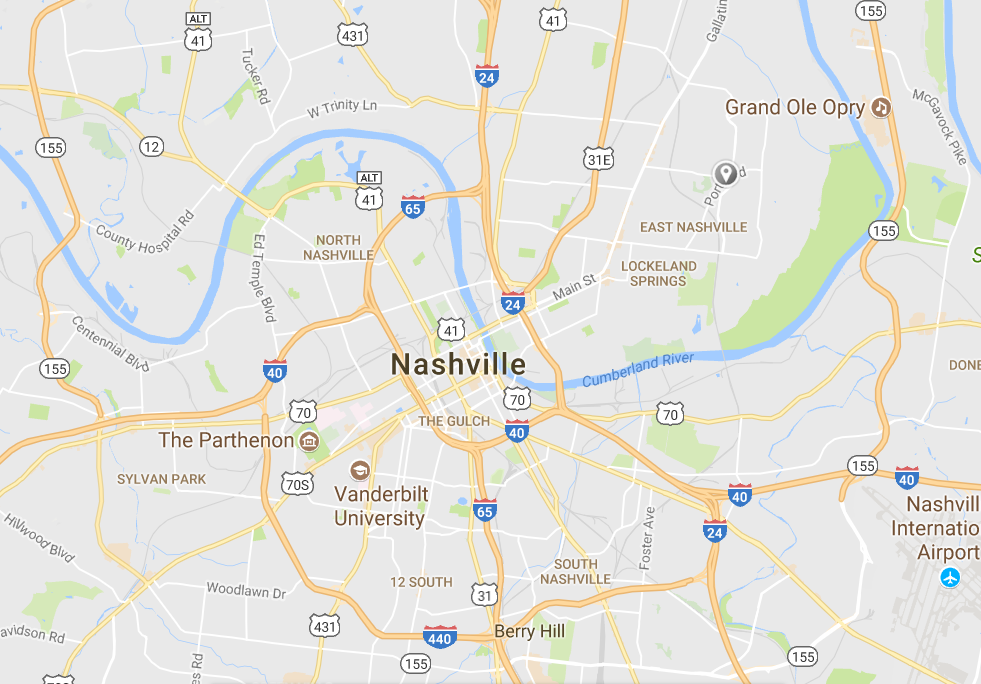 ALT
41
431
41
Gallatin
155
24
Tucker Rd
W Trinity Ln
Grand Ole Opry
McGavock Pike
155
12
31E
ALT
41
65
County Hospital Rd
Ed Temple Blvd
NORTH
NASHVILLE
EAST NASHVILLE
155
S
LOCKELAND
SPRINGS
Main St
24
41
Centennial Blvd
155
40
Nashville
Cumberland River
DONE
70
70
70
THE GULCH
40
The Parthenon
SYLVAN PARK
70S
Vanderbilt
University
155
40
40
65
24
Nashvill
Internatio
Airport
Foster Ave
Hillwood Blvd
SOUTH
NASHVILLE
12 SOUTH
31
Woodlawn Dr
431
440
Berry Hill
avidson Rd
155
155
es Rd
70S